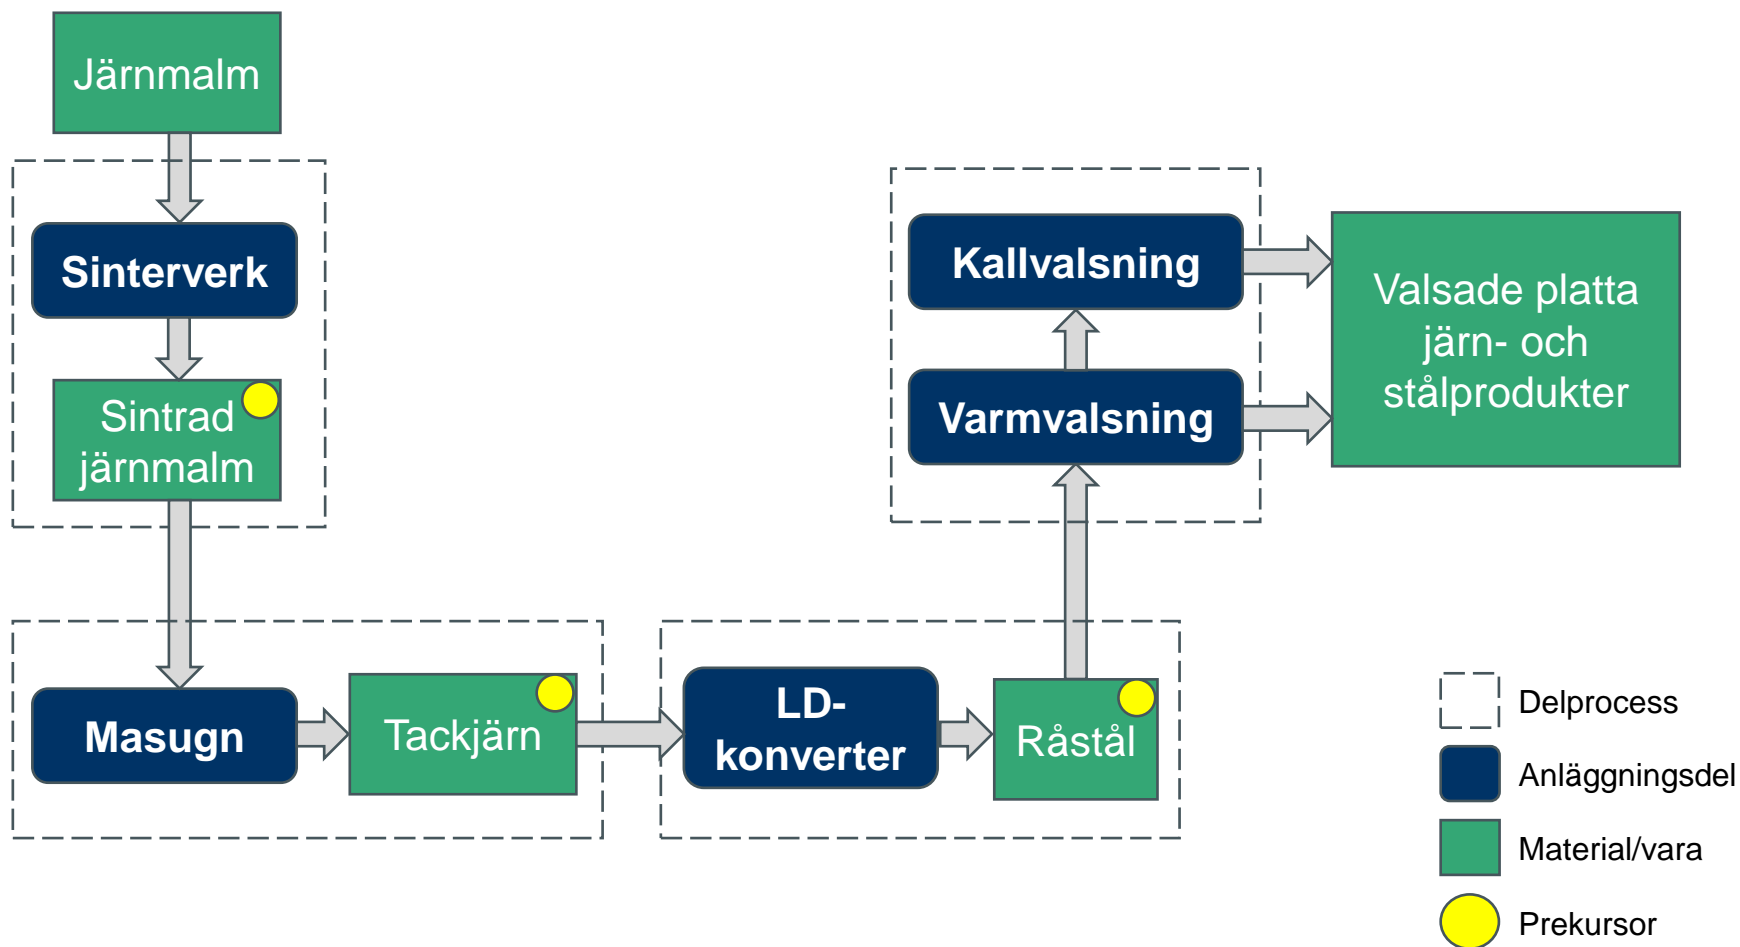 Järnmalm
Sinterverk
Sintrad
järnmalm
Masugn
Tackjärn
LD-
konverter
Råstål
Varmvalsning
Kallvalsning
Valsade platta
järn- och
stålprodukter
Delprocess
Anläggningsdel
Material/vara
Prekursor